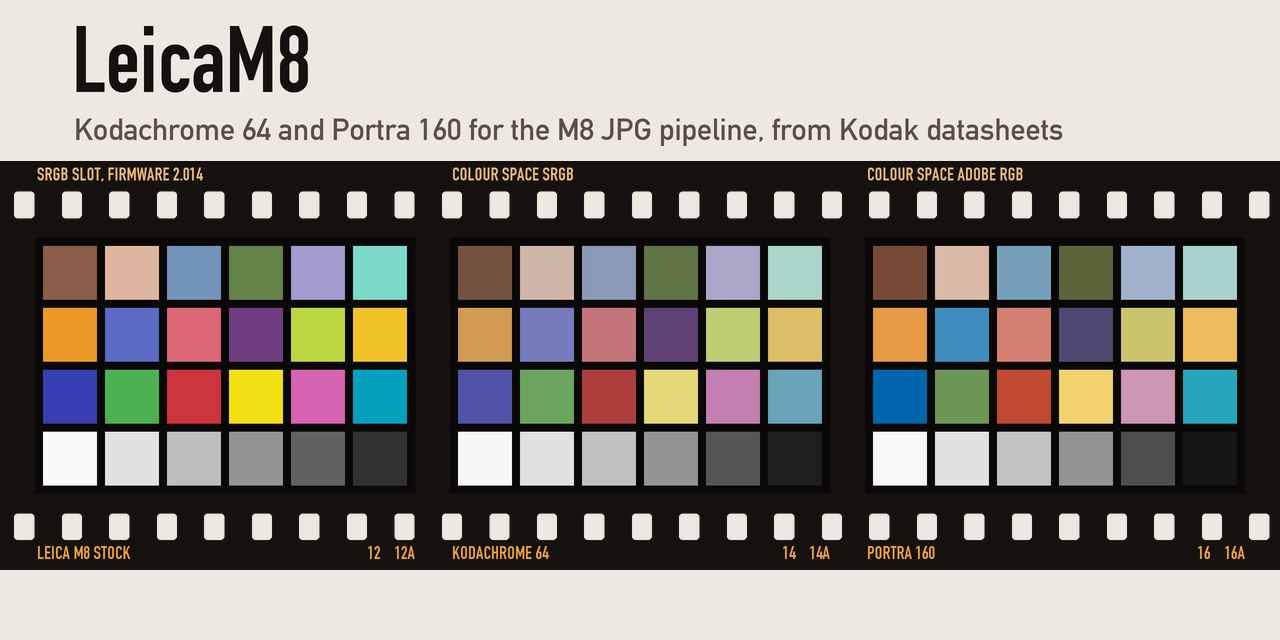 LeicaM8
Kodachrome 64 and Portra 160 for the M8 JPG pipeline, from Kodak datasheets
SRGB SLOT, FIRMWARE 2.014
COLOUR SPACE SRGB
COLOUR SPACE ADOBE RGB
LEICA M8 STOCK 12 12A
KODACHROME 64 14 14A
PORTRA 160 16 16A